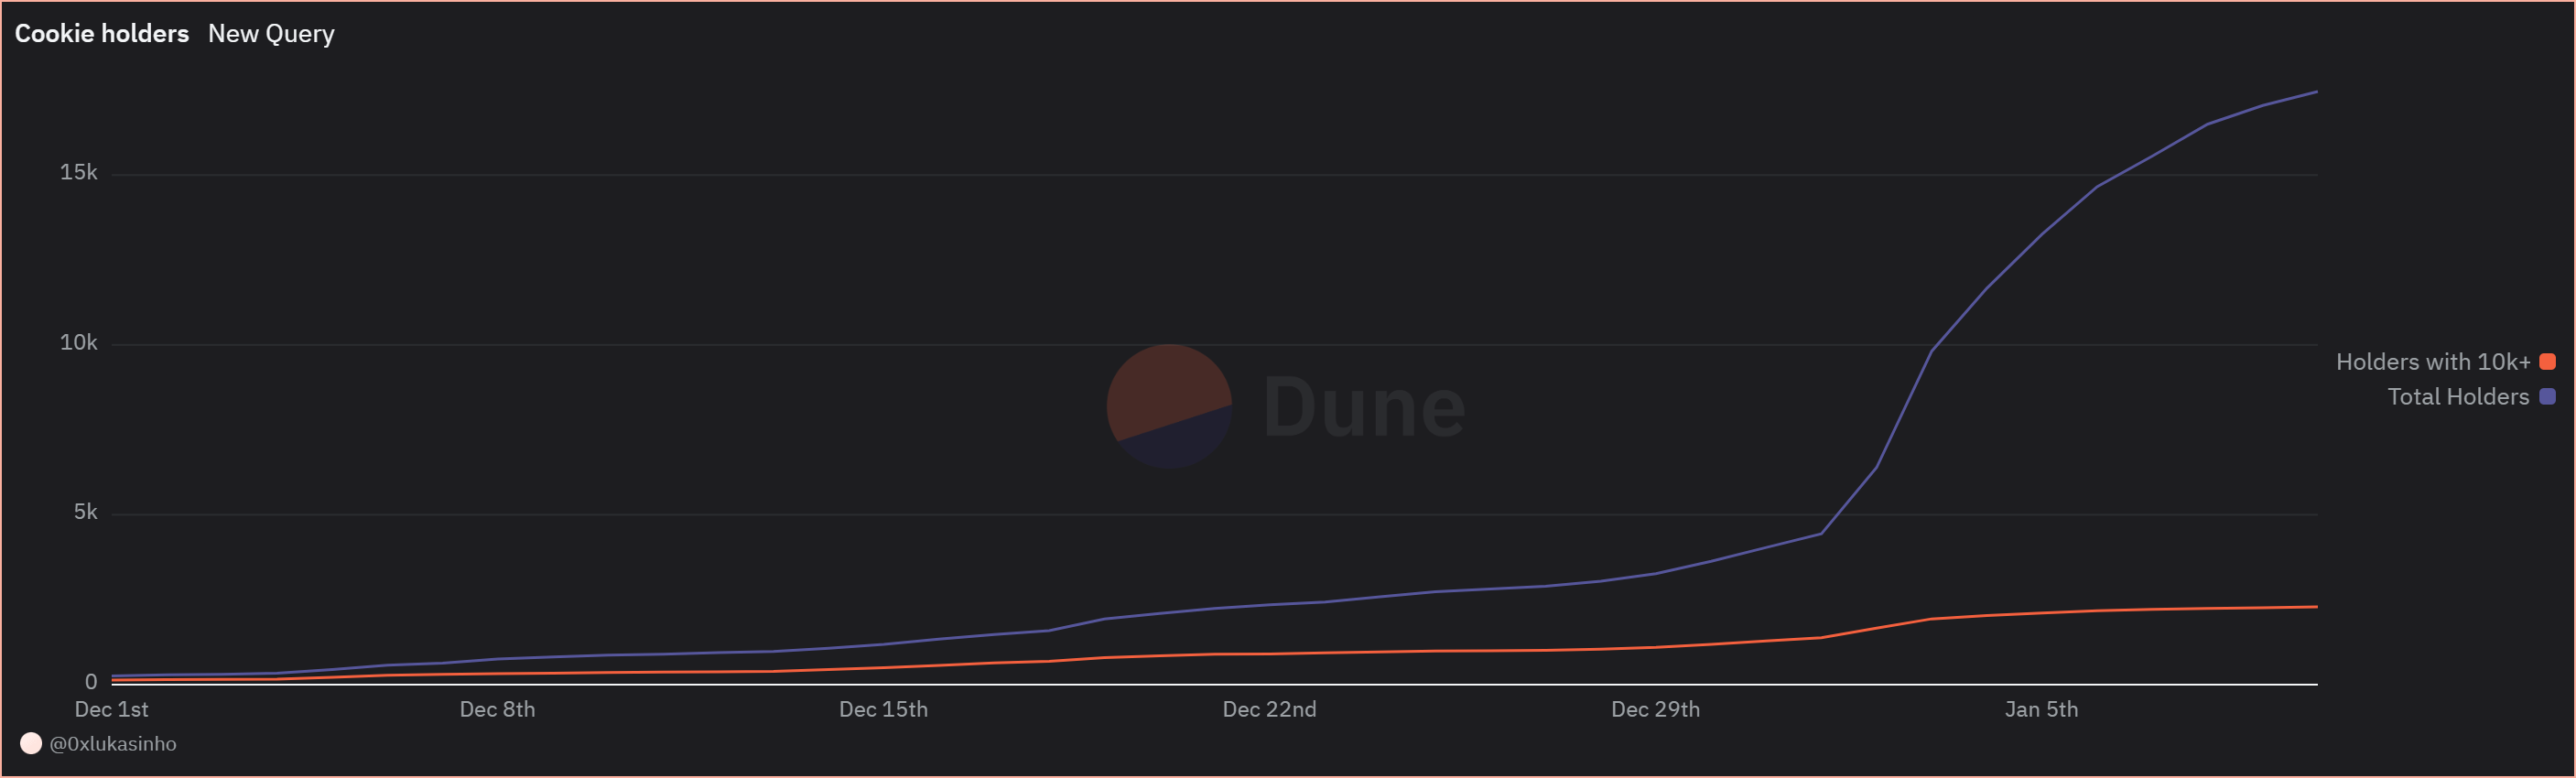 Cookie holders New Query
15k
10k
5k
0
Dune
Holders with 10k+
Total Holders
Dec 1st Dec 8th Dec 15th Dec 22nd Dec 29th Jan 5th
@0xlukasinho